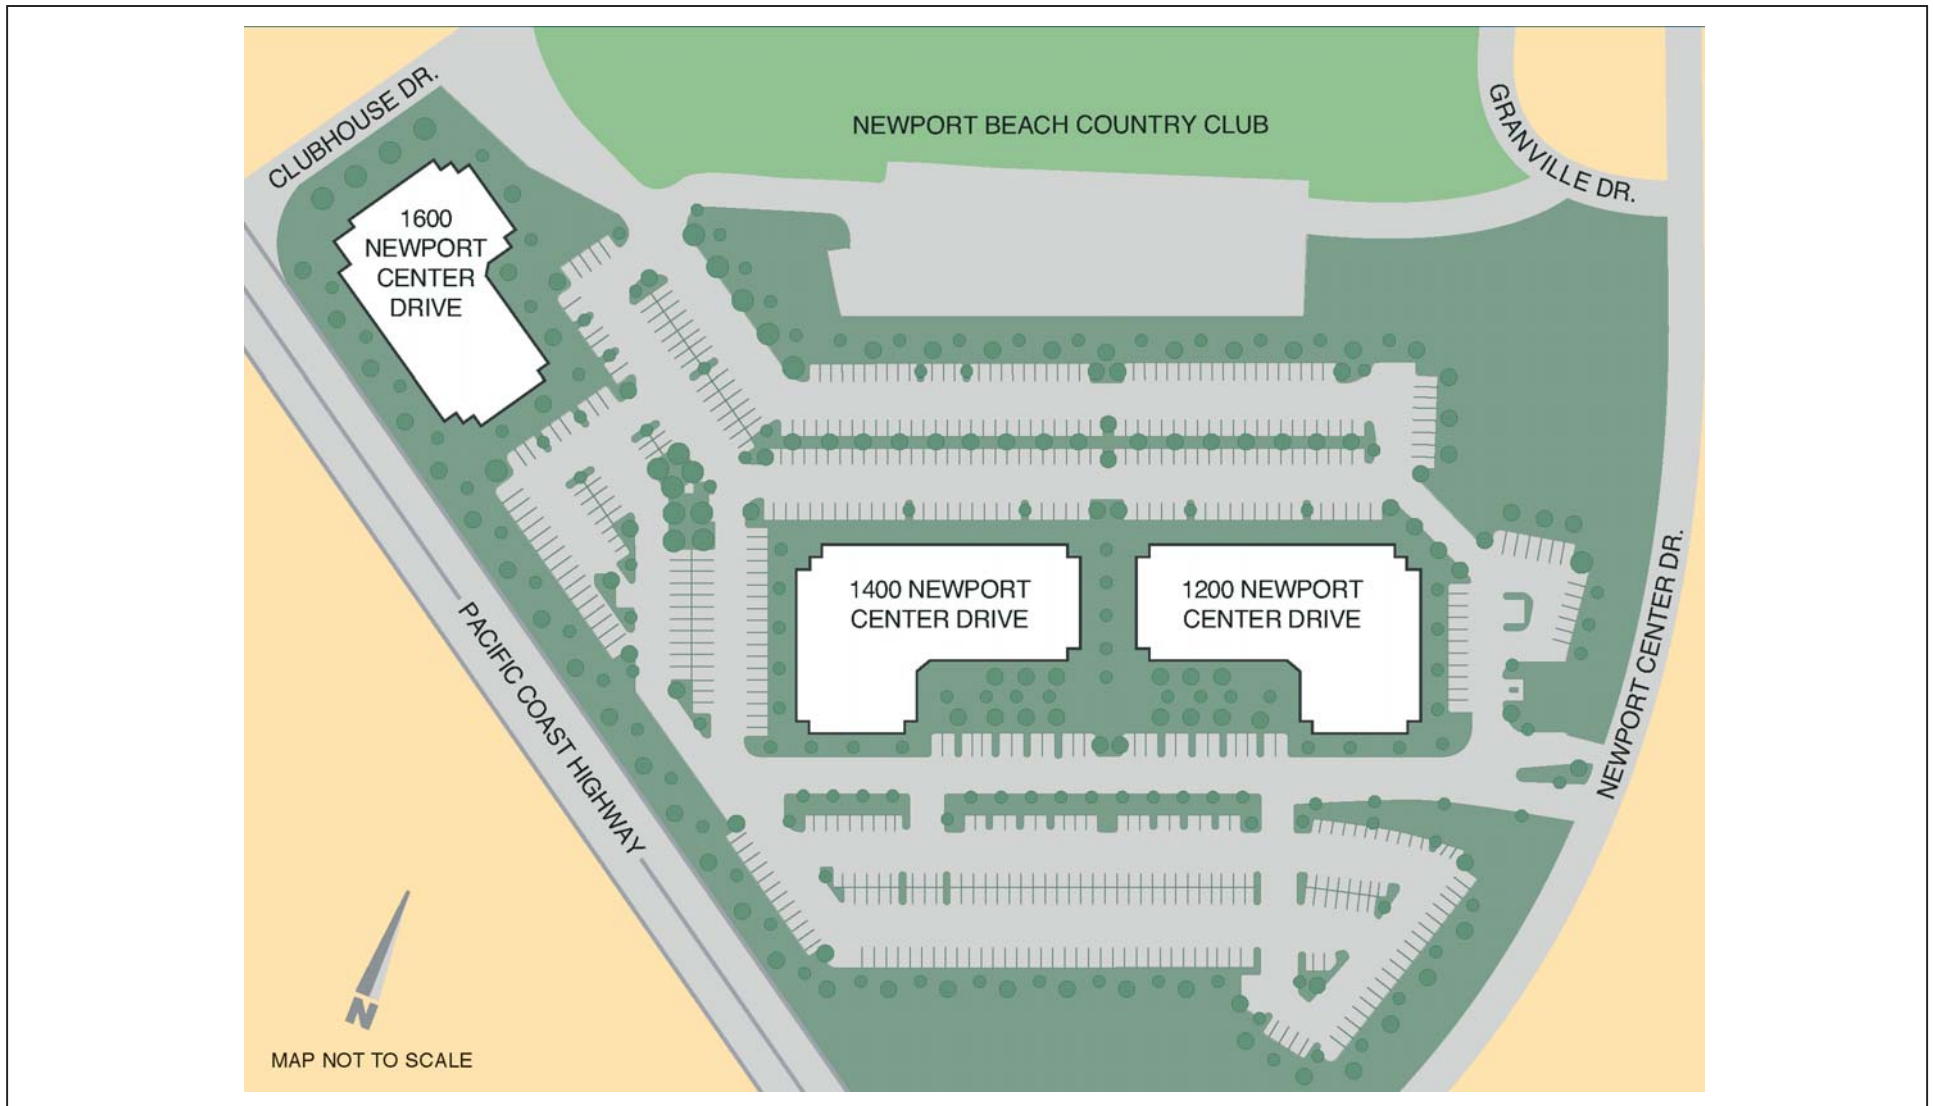 CLUBHOUSE DR.
NEWPORT BEACH COUNTRY CLUB
GRANVILLE DR.
1600
NEWPORT
CENTER
DRIVE
1400 NEWPORT
CENTER DRIVE
1200 NEWPORT
CENTER DRIVE
NEWPORT CENTER DR.
PACIFIC COAST HIGHWAY
N
MAP NOT TO SCALE